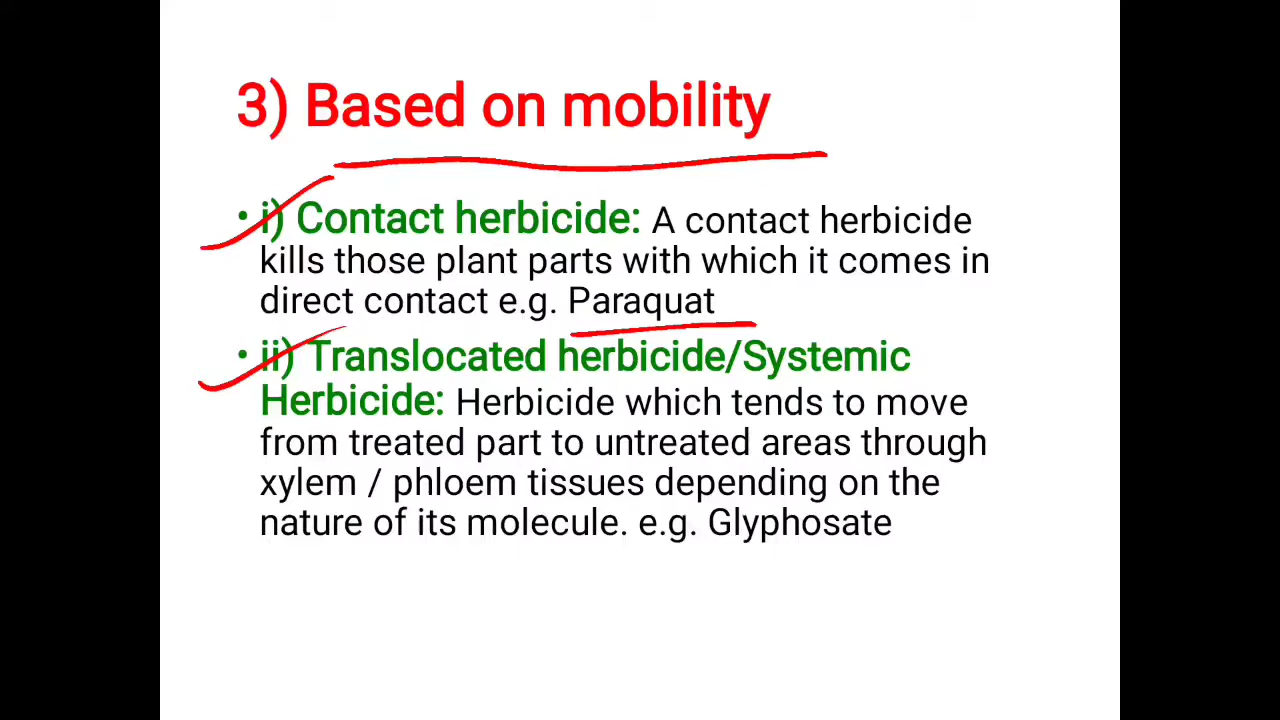 3) Based on mobility
• i) Contact herbicide: A contact herbicide
kills those plant parts with which it comes in
direct contact e.g. Paraquat
• ii) Translocated herbicide/Systemic
Herbicide: Herbicide which tends to move
from treated part to untreated areas through
xylem / phloem tissues depending on the
nature of its molecule. e.g. Glyphosate